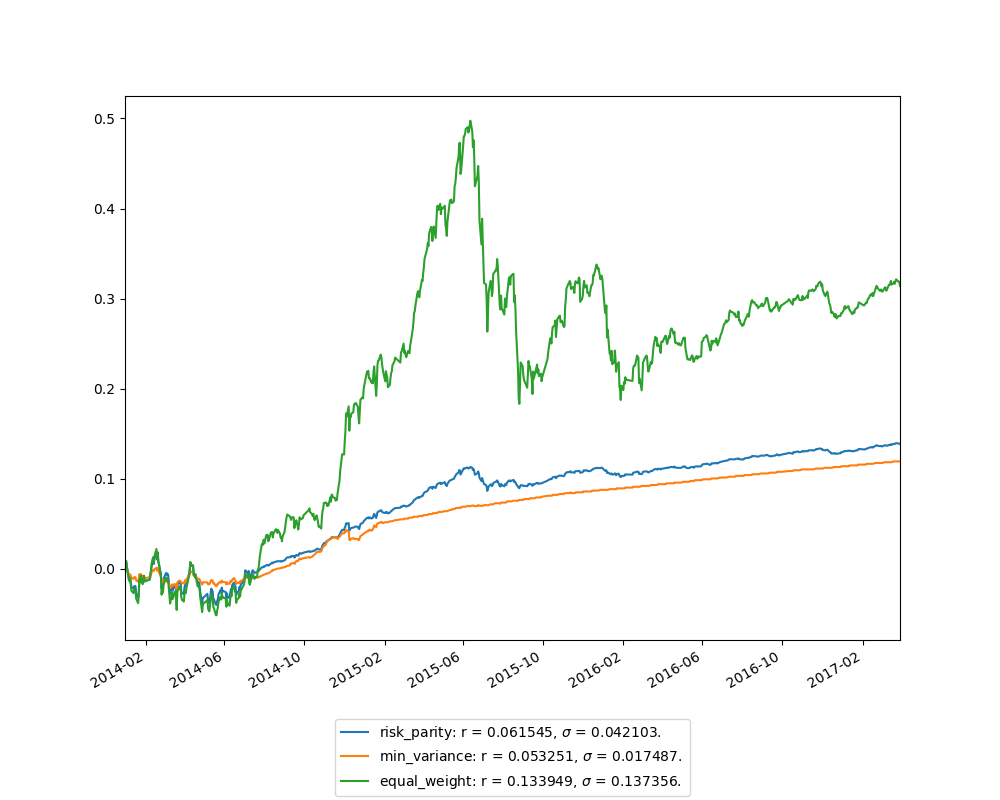 0.5
0.4
0.3
0.2
0.1
0.0
2014-02 2014-06 2014-10 2015-02 2015-06 2015-10 2016-02 2016-06 2016-10 2017-02
risk_parity: r = 0.061545, σ = 0.042103.
min_variance: r = 0.053251, σ = 0.017487.
equal_weight: r = 0.133949, σ = 0.137356.